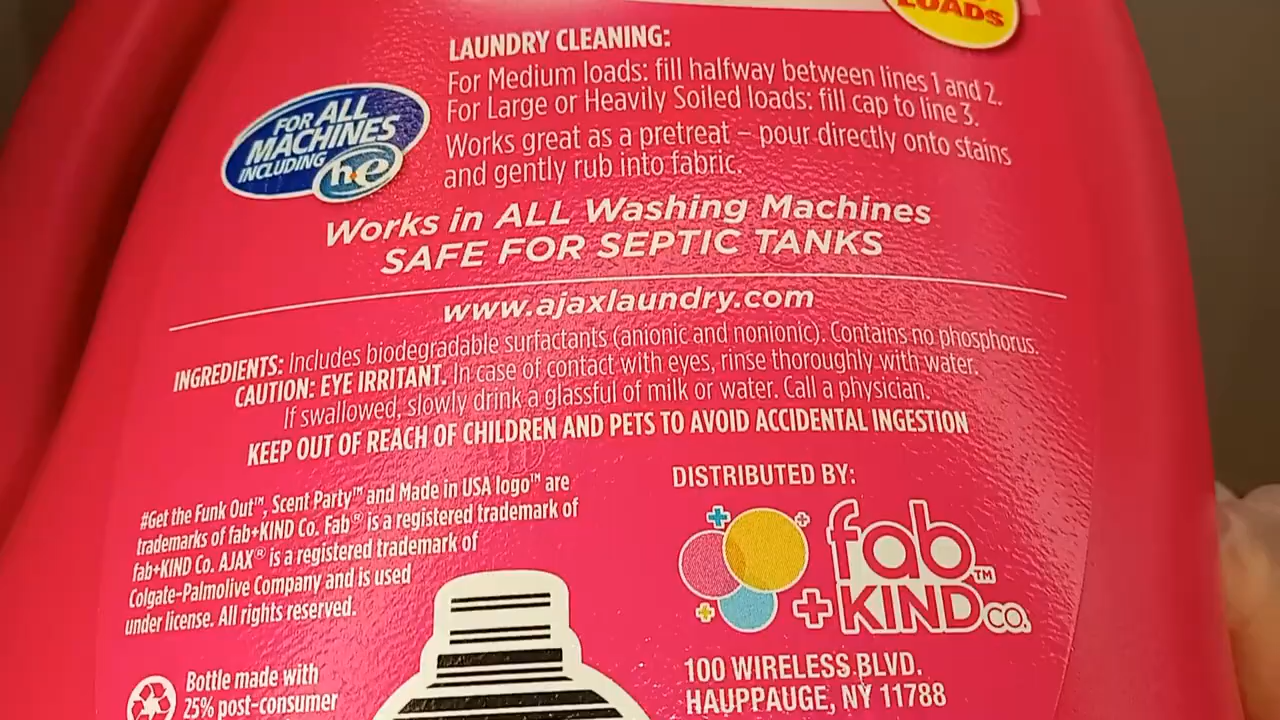 LOADS
LAUNDRY CLEANING:
For Medium loads: fill halfway between lines 1 and 2.
For Large or Heavily Soiled loads: fill cap to line 3.
Works great as a pretreat – pour directly onto stains
and gently rub into fabric.
FOR ALL
MACHINES
INCLUDING
he
Works in ALL Washing Machines
SAFE FOR SEPTIC TANKS
www.ajaxlaundry.com
INGREDIENTS: Includes biodegradable surfactants (anionic and nonionic). Contains no phosphorus.
CAUTION: EYE IRRITANT. In case of contact with eyes, rinse thoroughly with water.
If swallowed, slowly drink a glassful of milk or water. Call a physician.
KEEP OUT OF REACH OF CHILDREN AND PETS TO AVOID ACCIDENTAL INGESTION
#Get the Funk Out™, Scent Party™ and Made in USA logo™ are
trademarks of fab+KIND Co. Fab® is a registered trademark of
fab+KIND Co. AJAX® is a registered trademark of
Colgate-Palmolive Company and is used
under license. All rights reserved.
Bottle made with
25% post-consumer
DISTRIBUTED BY:
fab™
+KIND CO.
100 WIRELESS BLVD.
HAUPPAUGE, NY 11788